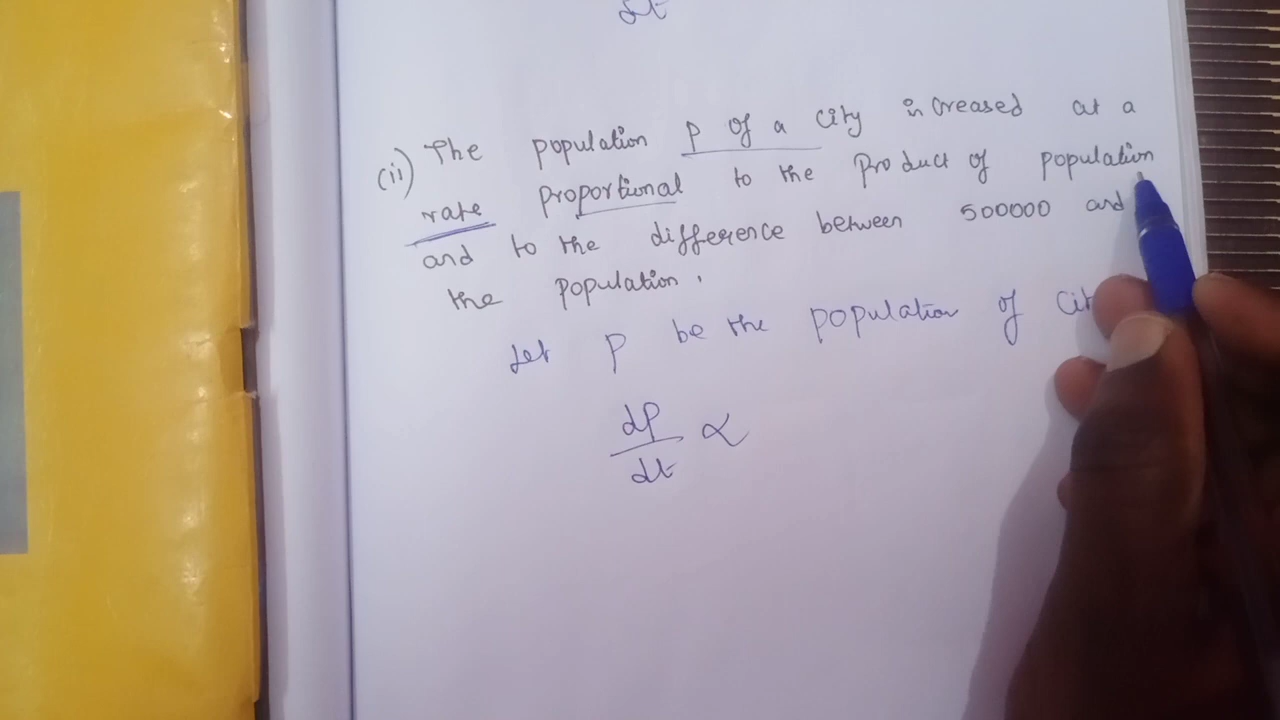 dt
(ii) The population P of a city increased at a
rate proportional to the product of population
and to the difference between 500000 and
the population.
Let P be the population of
dP
dt
∝